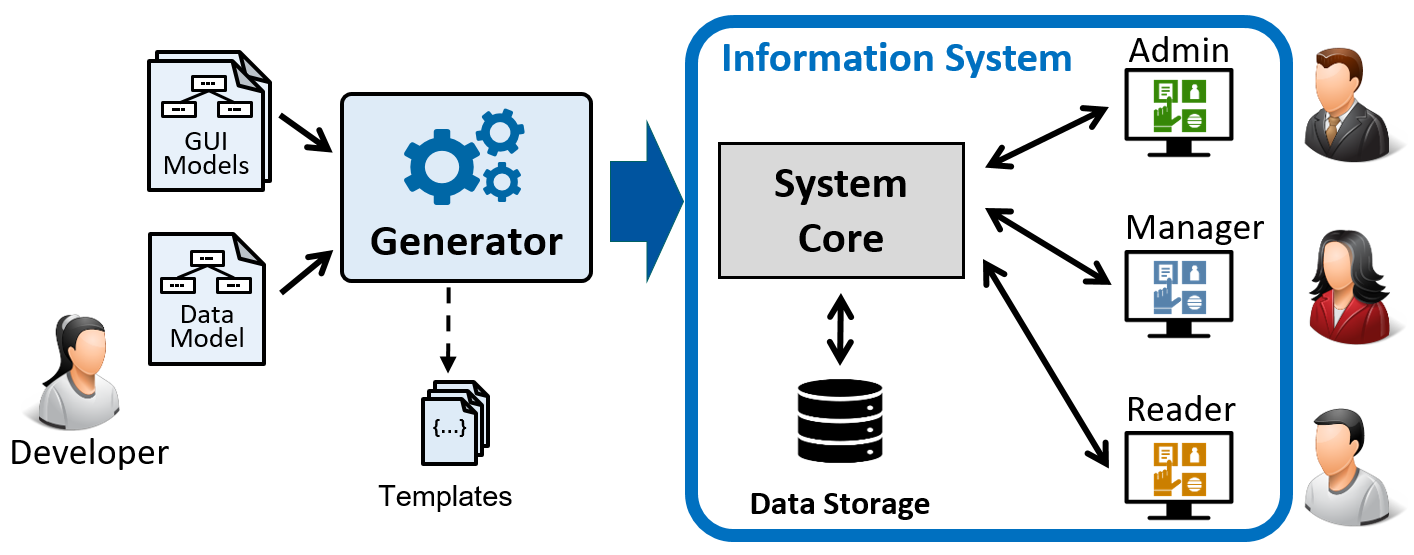 GUI
Models
Generator
Data
Model
Developer
{...}
Templates
Information System
System
Core
Data Storage
Admin
Manager
Reader